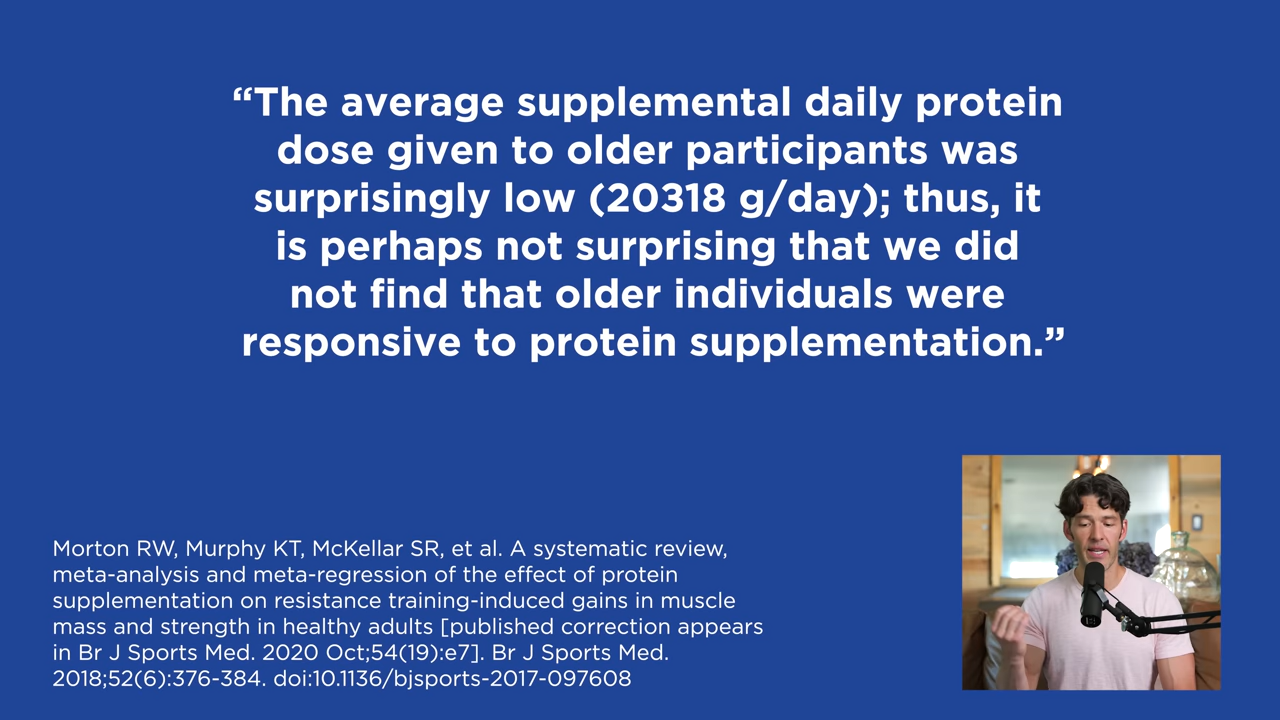 “The average supplemental daily protein
dose given to older participants was
surprisingly low (20318 g/day); thus, it
is perhaps not surprising that we did
not find that older individuals were
responsive to protein supplementation.”
Morton RW, Murphy KT, McKellar SR, et al. A systematic review,
meta-analysis and meta-regression of the effect of protein
supplementation on resistance training-induced gains in muscle
mass and strength in healthy adults [published correction appears
in Br J Sports Med. 2020 Oct;54(19):e7]. Br J Sports Med.
2018;52(6):376-384. doi:10.1136/bjsports-2017-097608